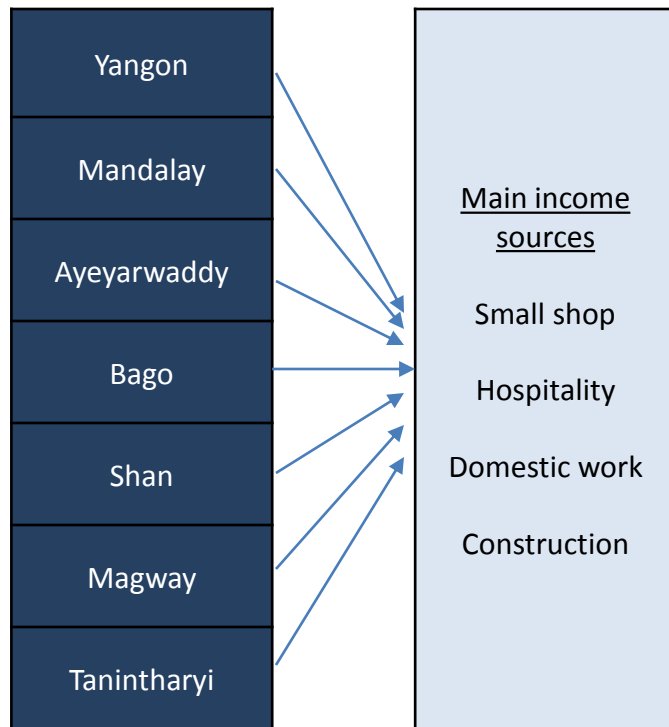 Yangon
Mandalay
Ayeyarwaddy
Bago
Shan
Magway
Tanintharyi
Main income
sources
Small shop
Hospitality
Domestic work
Construction